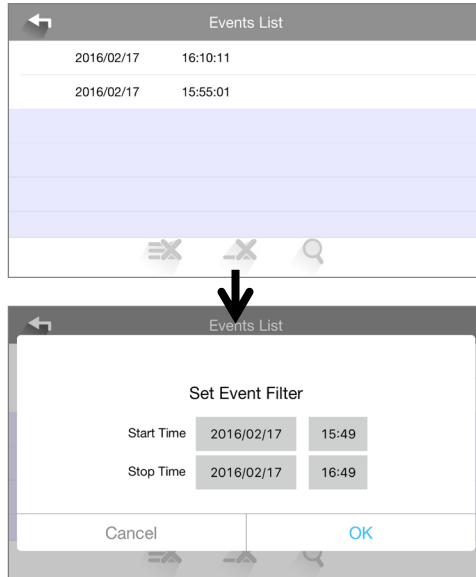 Events List
2016/02/17 16:10:11
2016/02/17 15:55:01
Events List
Set Event Filter
Start Time 2016/02/17 15:49
Stop Time 2016/02/17 16:49
Cancel OK